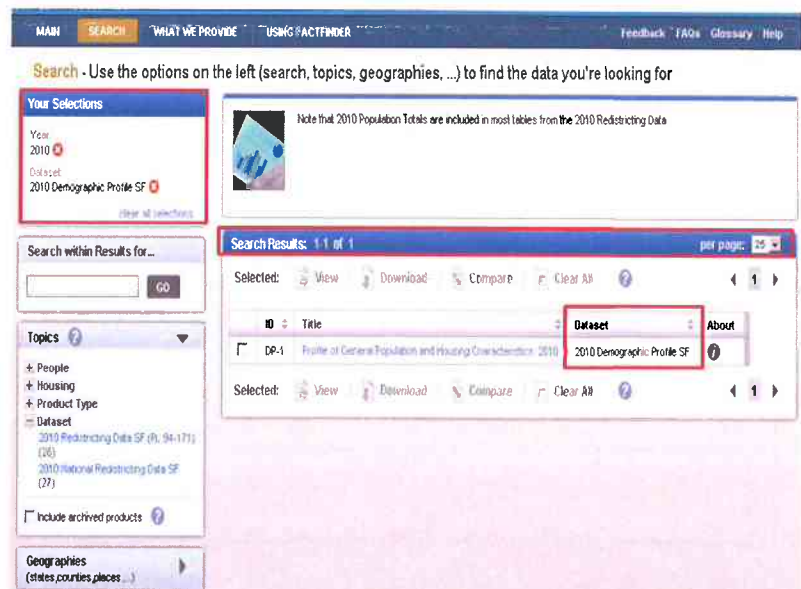 MAIN SEARCH WHAT WE PROVIDE USING FACTFINDER Feedback FAQs Glossary Help
Search - Use the options on the left (search, topics, geographies, ...) to find the data you're looking for
Your Selections
Year
2010
Dataset
2010 Demographic Profile SF
clear all selections
Note that 2010 Population Totals are included in most tables from the 2010 Redistricting Data
Search within Results for...
GO
Search Results: 1-1 of 1 per page: 25
Selected: View Download Compare Clear All ? 1
ID Title Dataset About
DP-1 Profile of General Population and Housing Characteristics: 2010 2010 Demographic Profile SF i
Selected: View Download Compare Clear All ? 1
Topics ?
+ People
+ Housing
+ Product Type
- Dataset
2010 Redistricting Data SF (PL 94-171)
(26)
2010 National Redistricting Data SF
(27)
Include archived products ?
Geographies
(states,counties,places...)